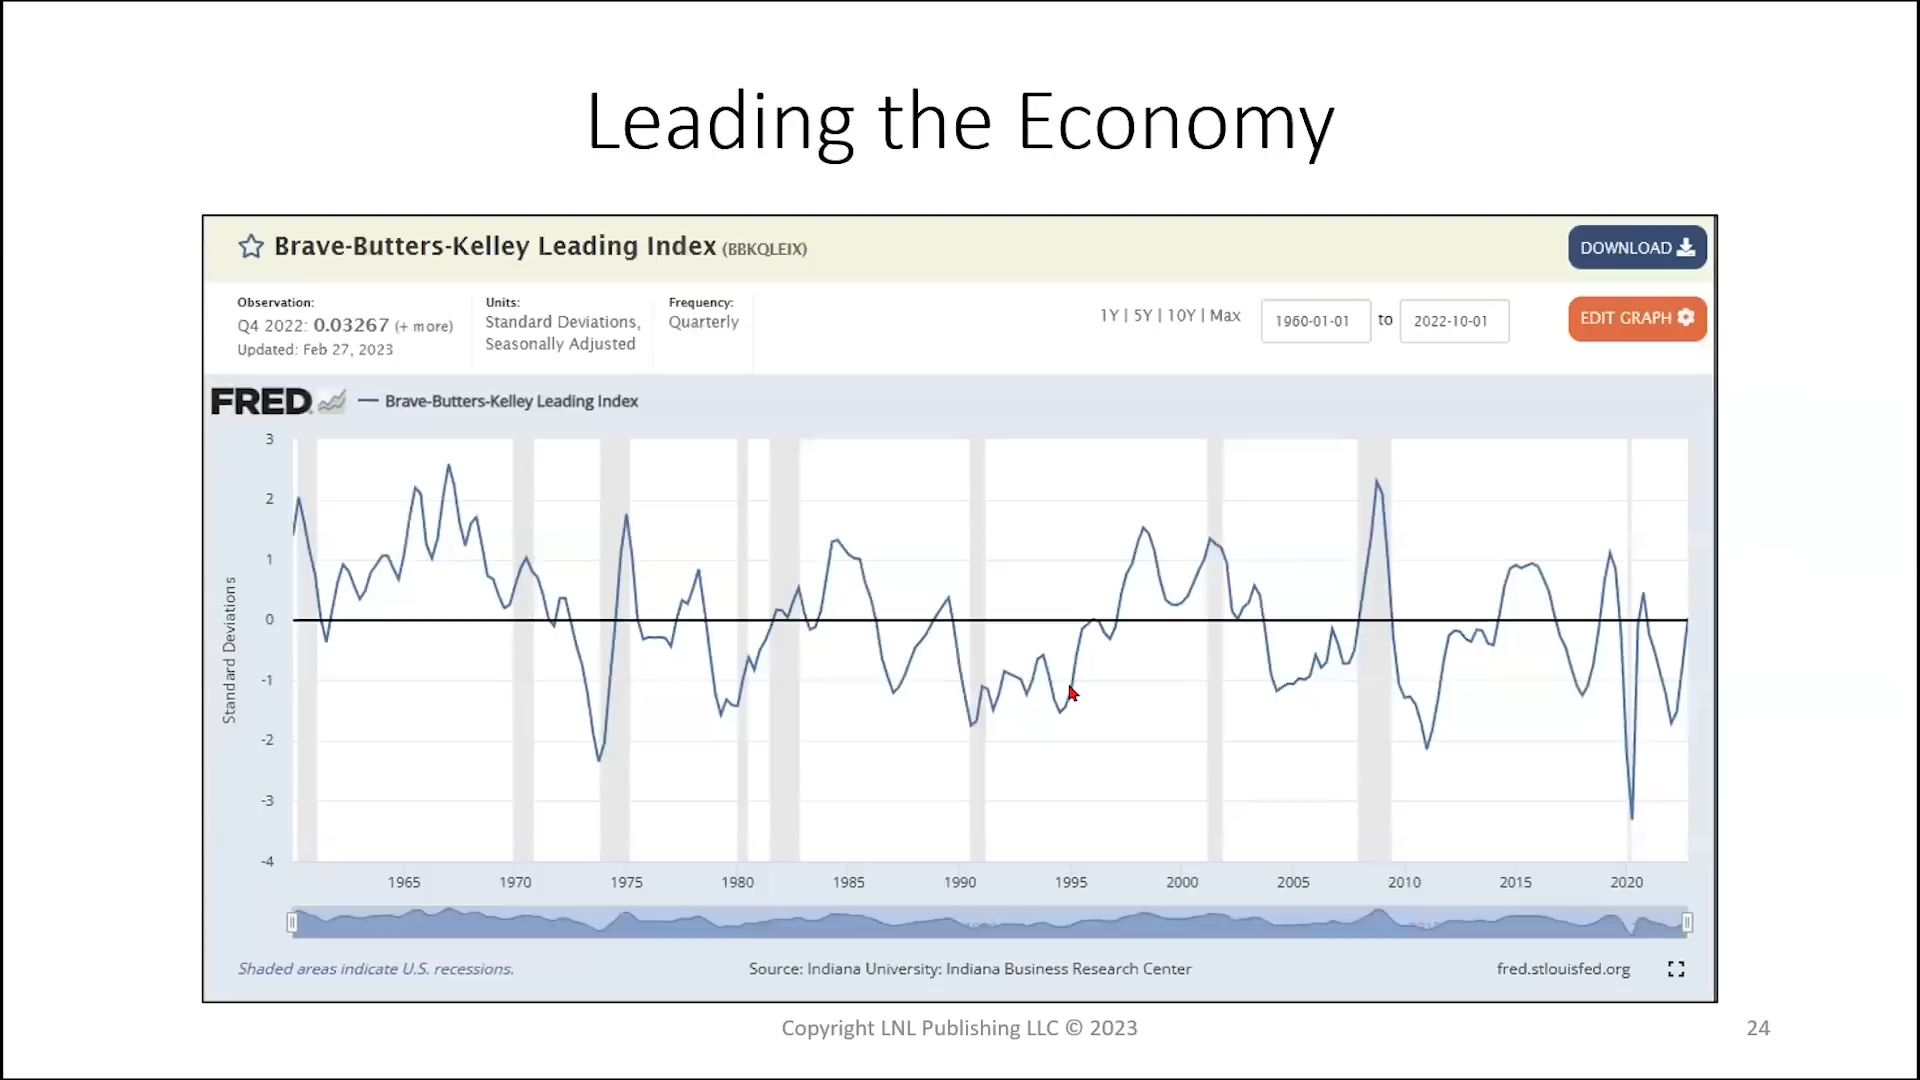 Leading the Economy
Brave-Butters-Kelley Leading Index (BBKQLEIX)
DOWNLOAD
Observation:
Q4 2022: 0.03267 (+ more)
Updated: Feb 27, 2023
Units:
Standard Deviations,
Seasonally Adjusted
Frequency:
Quarterly
1Y | 5Y | 10Y | Max
1960-01-01 to 2022-10-01
EDIT GRAPH
FRED
Brave-Butters-Kelley Leading Index
Standard Deviations
3
2
1
0
-1
-2
-3
-4
1965 1970 1975 1980 1985 1990 1995 2000 2005 2010 2015 2020
Shaded areas indicate U.S. recessions.
Source: Indiana University: Indiana Business Research Center
fred.stlouisfed.org
Copyright LNL Publishing LLC © 2023
24